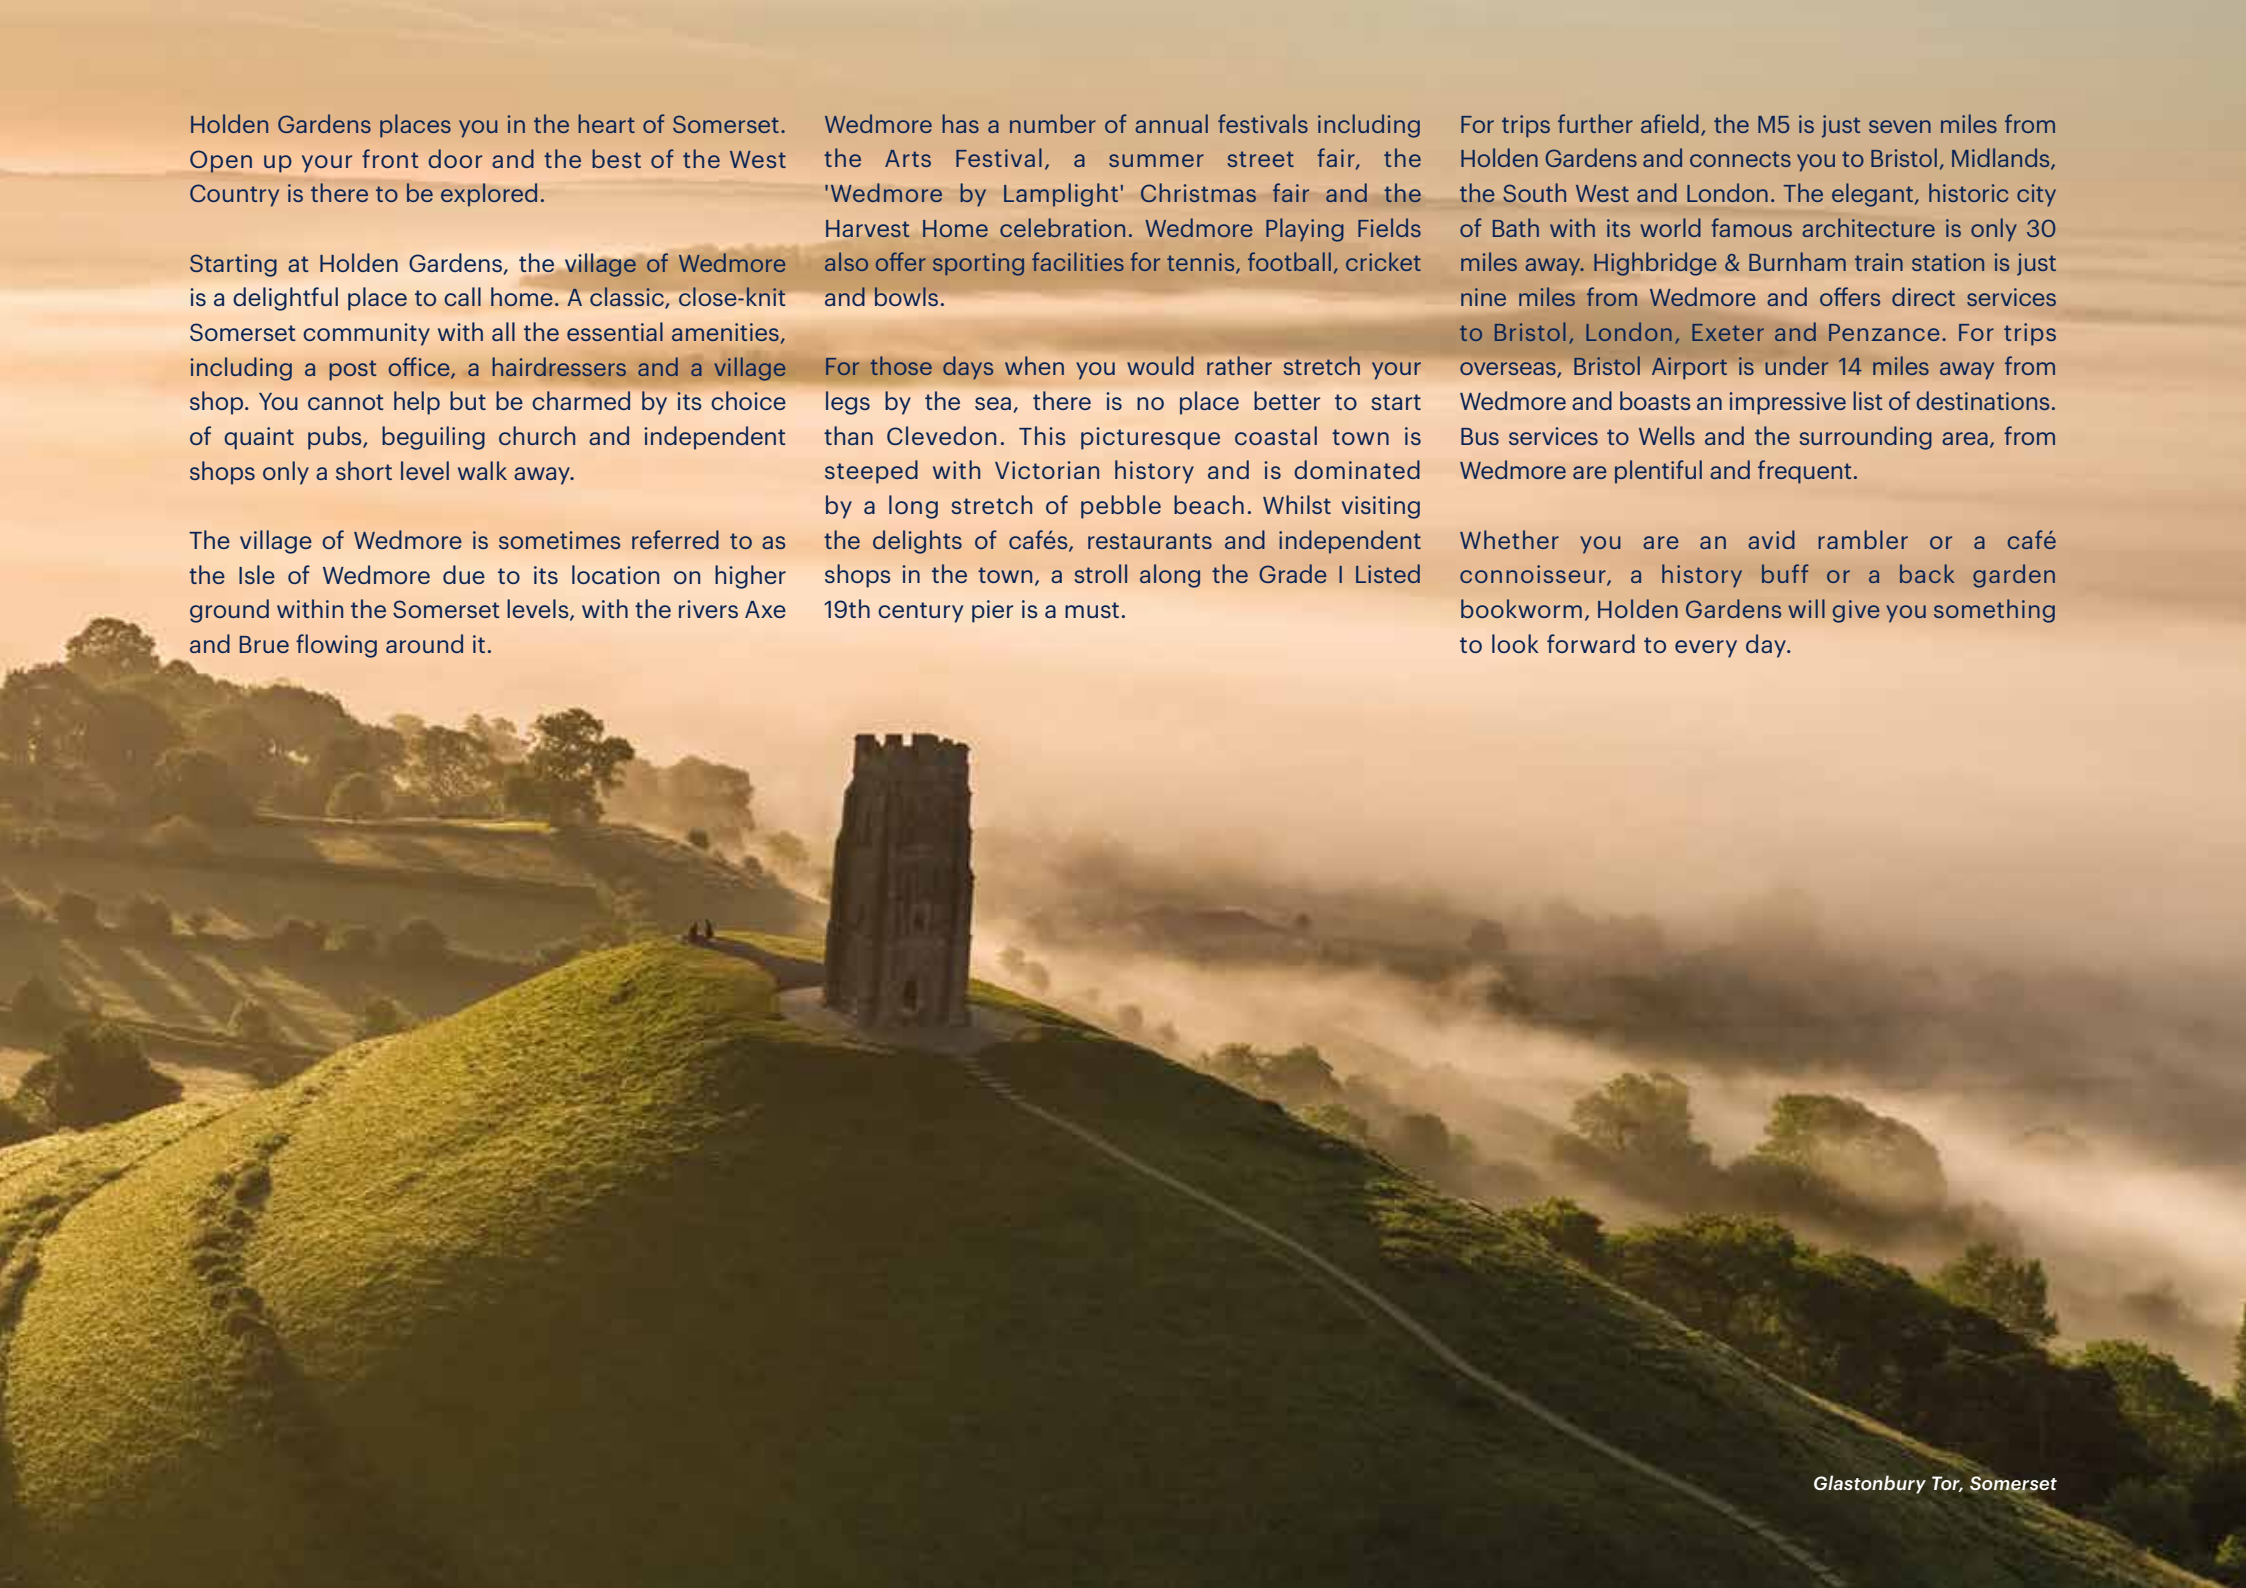 Holden Gardens places you in the heart of Somerset.
Open up your front door and the best of the West
Country is there to be explored.
Starting at Holden Gardens, the village of Wedmore
is a delightful place to call home. A classic, close-knit
Somerset community with all the essential amenities,
including a post office, a hairdressers and a village
shop. You cannot help but be charmed by its choice
of quaint pubs, beguiling church and independent
shops only a short level walk away.
The village of Wedmore is sometimes referred to as
the Isle of Wedmore due to its location on higher
ground within the Somerset levels, with the rivers Axe
and Brue flowing around it.
Wedmore has a number of annual festivals including
the Arts Festival, a summer street fair, the
'Wedmore by Lamplight' Christmas fair and the
Harvest Home celebration. Wedmore Playing Fields
also offer sporting facilities for tennis, football, cricket
and bowls.
For those days when you would rather stretch your
legs by the sea, there is no place better to start
than Clevedon. This picturesque coastal town is
steeped with Victorian history and is dominated
by a long stretch of pebble beach. Whilst visiting
the delights of cafés, restaurants and independent
shops in the town, a stroll along the Grade I Listed
19th century pier is a must.
For trips further afield, the M5 is just seven miles from
Holden Gardens and connects you to Bristol, Midlands,
the South West and London. The elegant, historic city
of Bath with its world famous architecture is only 30
miles away. Highbridge & Burnham train station is just
nine miles from Wedmore and offers direct services
to Bristol, London, Exeter and Penzance. For trips
overseas, Bristol Airport is under 14 miles away from
Wedmore and boasts an impressive list of destinations.
Bus services to Wells and the surrounding area, from
Wedmore are plentiful and frequent.
Whether you are an avid rambler or a café
connoisseur, a history buff or a back garden
bookworm, Holden Gardens will give you something
to look forward to every day.
Glastonbury Tor, Somerset